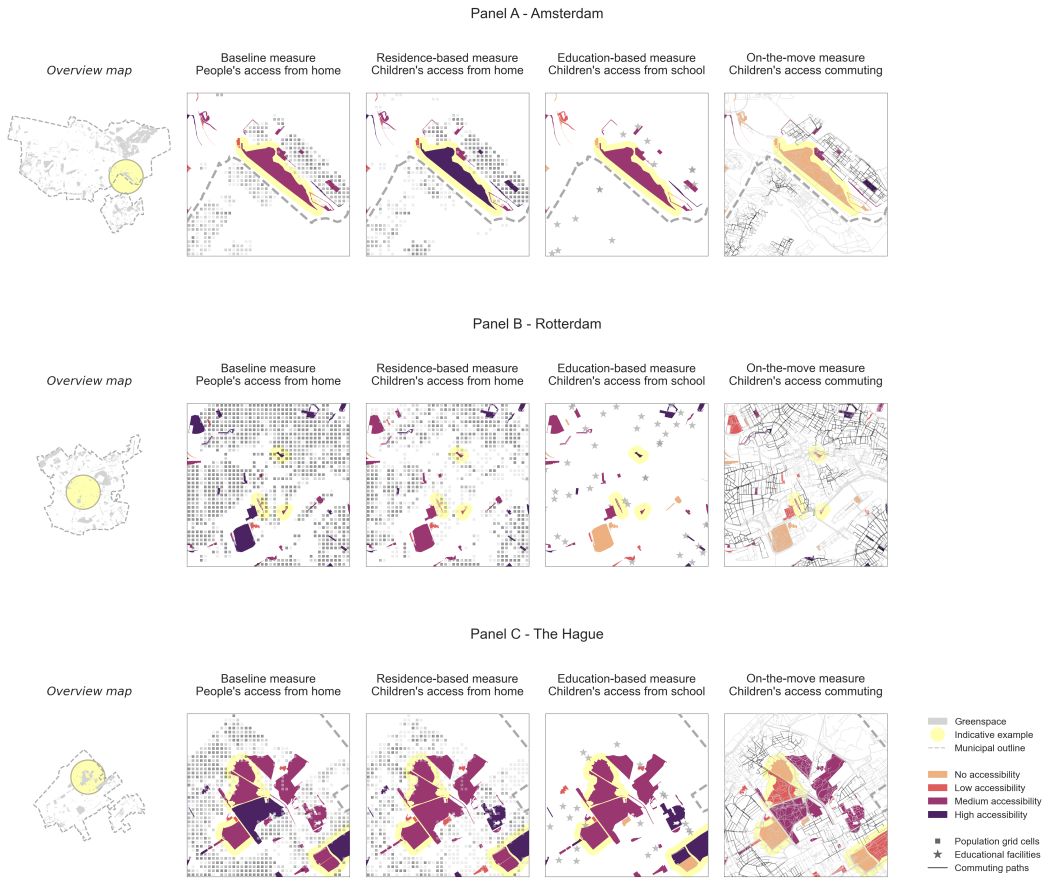 Panel A - Amsterdam
Overview map
Baseline measure
People's access from home
Residence-based measure
Children's access from home
Education-based measure
Children's access from school
On-the-move measure
Children's access commuting
Panel B - Rotterdam
Overview map
Baseline measure
People's access from home
Residence-based measure
Children's access from home
Education-based measure
Children's access from school
On-the-move measure
Children's access commuting
Panel C - The Hague
Overview map
Baseline measure
People's access from home
Residence-based measure
Children's access from home
Education-based measure
Children's access from school
On-the-move measure
Children's access commuting
Greenspace
Indicative example
Municipal outline
No accessibility
Low accessibility
Medium accessibility
High accessibility
Population grid cells
Educational facilities
Commuting paths